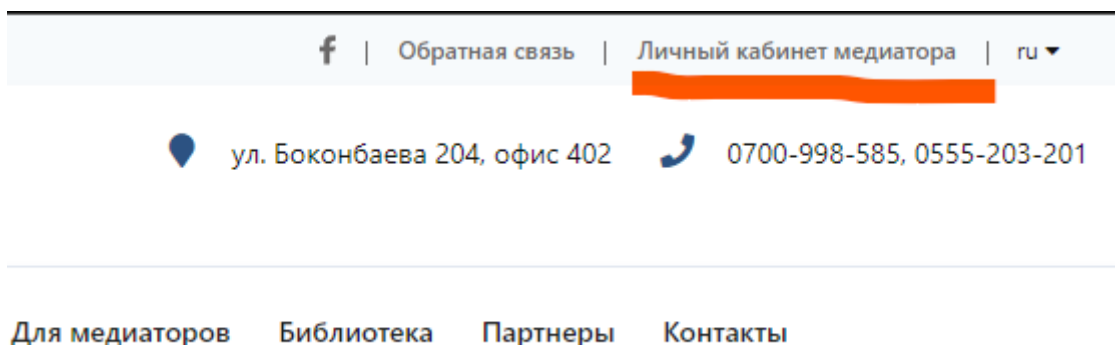 f | Обратная связь | Личный кабинет медиатора | ru
ул. Боконбаева 204, офис 402 0700-998-585, 0555-203-201
Для медиаторов Библиотека Партнеры Контакты